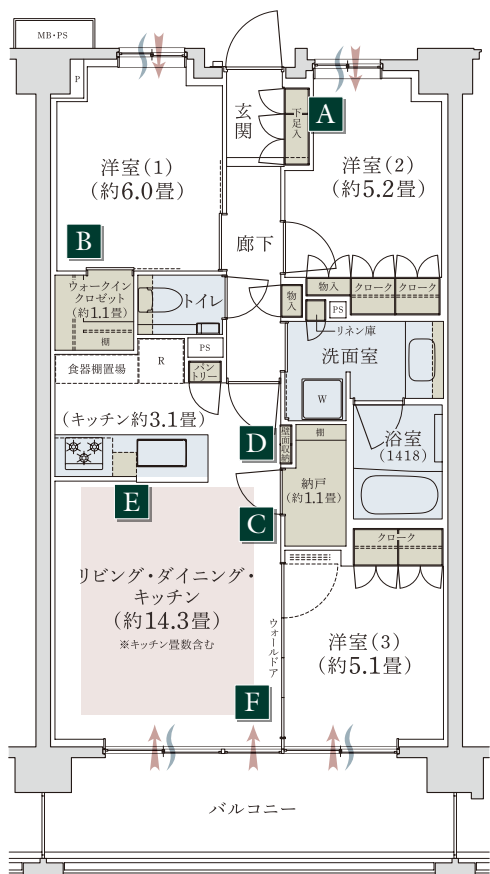 MB・PS
P
玄関
下足入
A
洋室(1)
(約6.0畳)
洋室(2)
(約5.2畳)
B
廊下
ウォークイン
クロゼット
(約1.1畳)
棚
トイレ
物入
物入
クローク
クローク
PS
リネン庫
洗面室
食器棚置場
R
PS
パン
トリー
W
(キッチン約3.1畳)
D
壁面収納
棚
浴室
(1418)
納戸
(約1.1畳)
E
C
クローク
リビング・ダイニング・
キッチン
(約14.3畳)
※キッチン畳数含む
ウォールドア
洋室(3)
(約5.1畳)
F
バルコニー